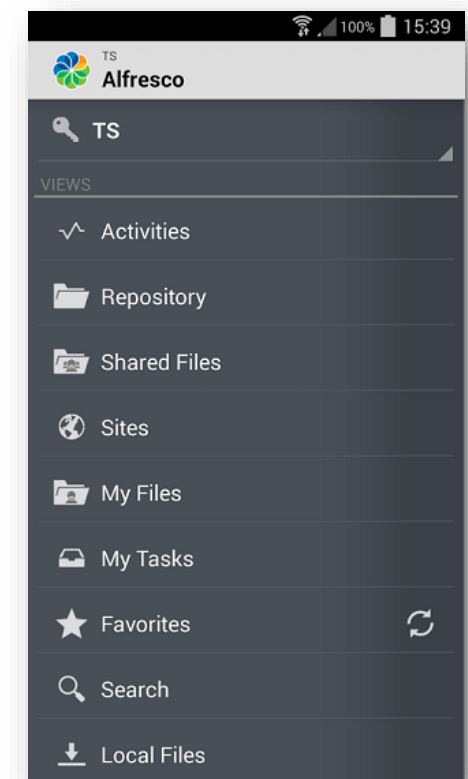 100% 15:39
TS
Alfresco
TS
VIEWS
Activities
Repository
Shared Files
Sites
My Files
My Tasks
Favorites
Search
Local Files